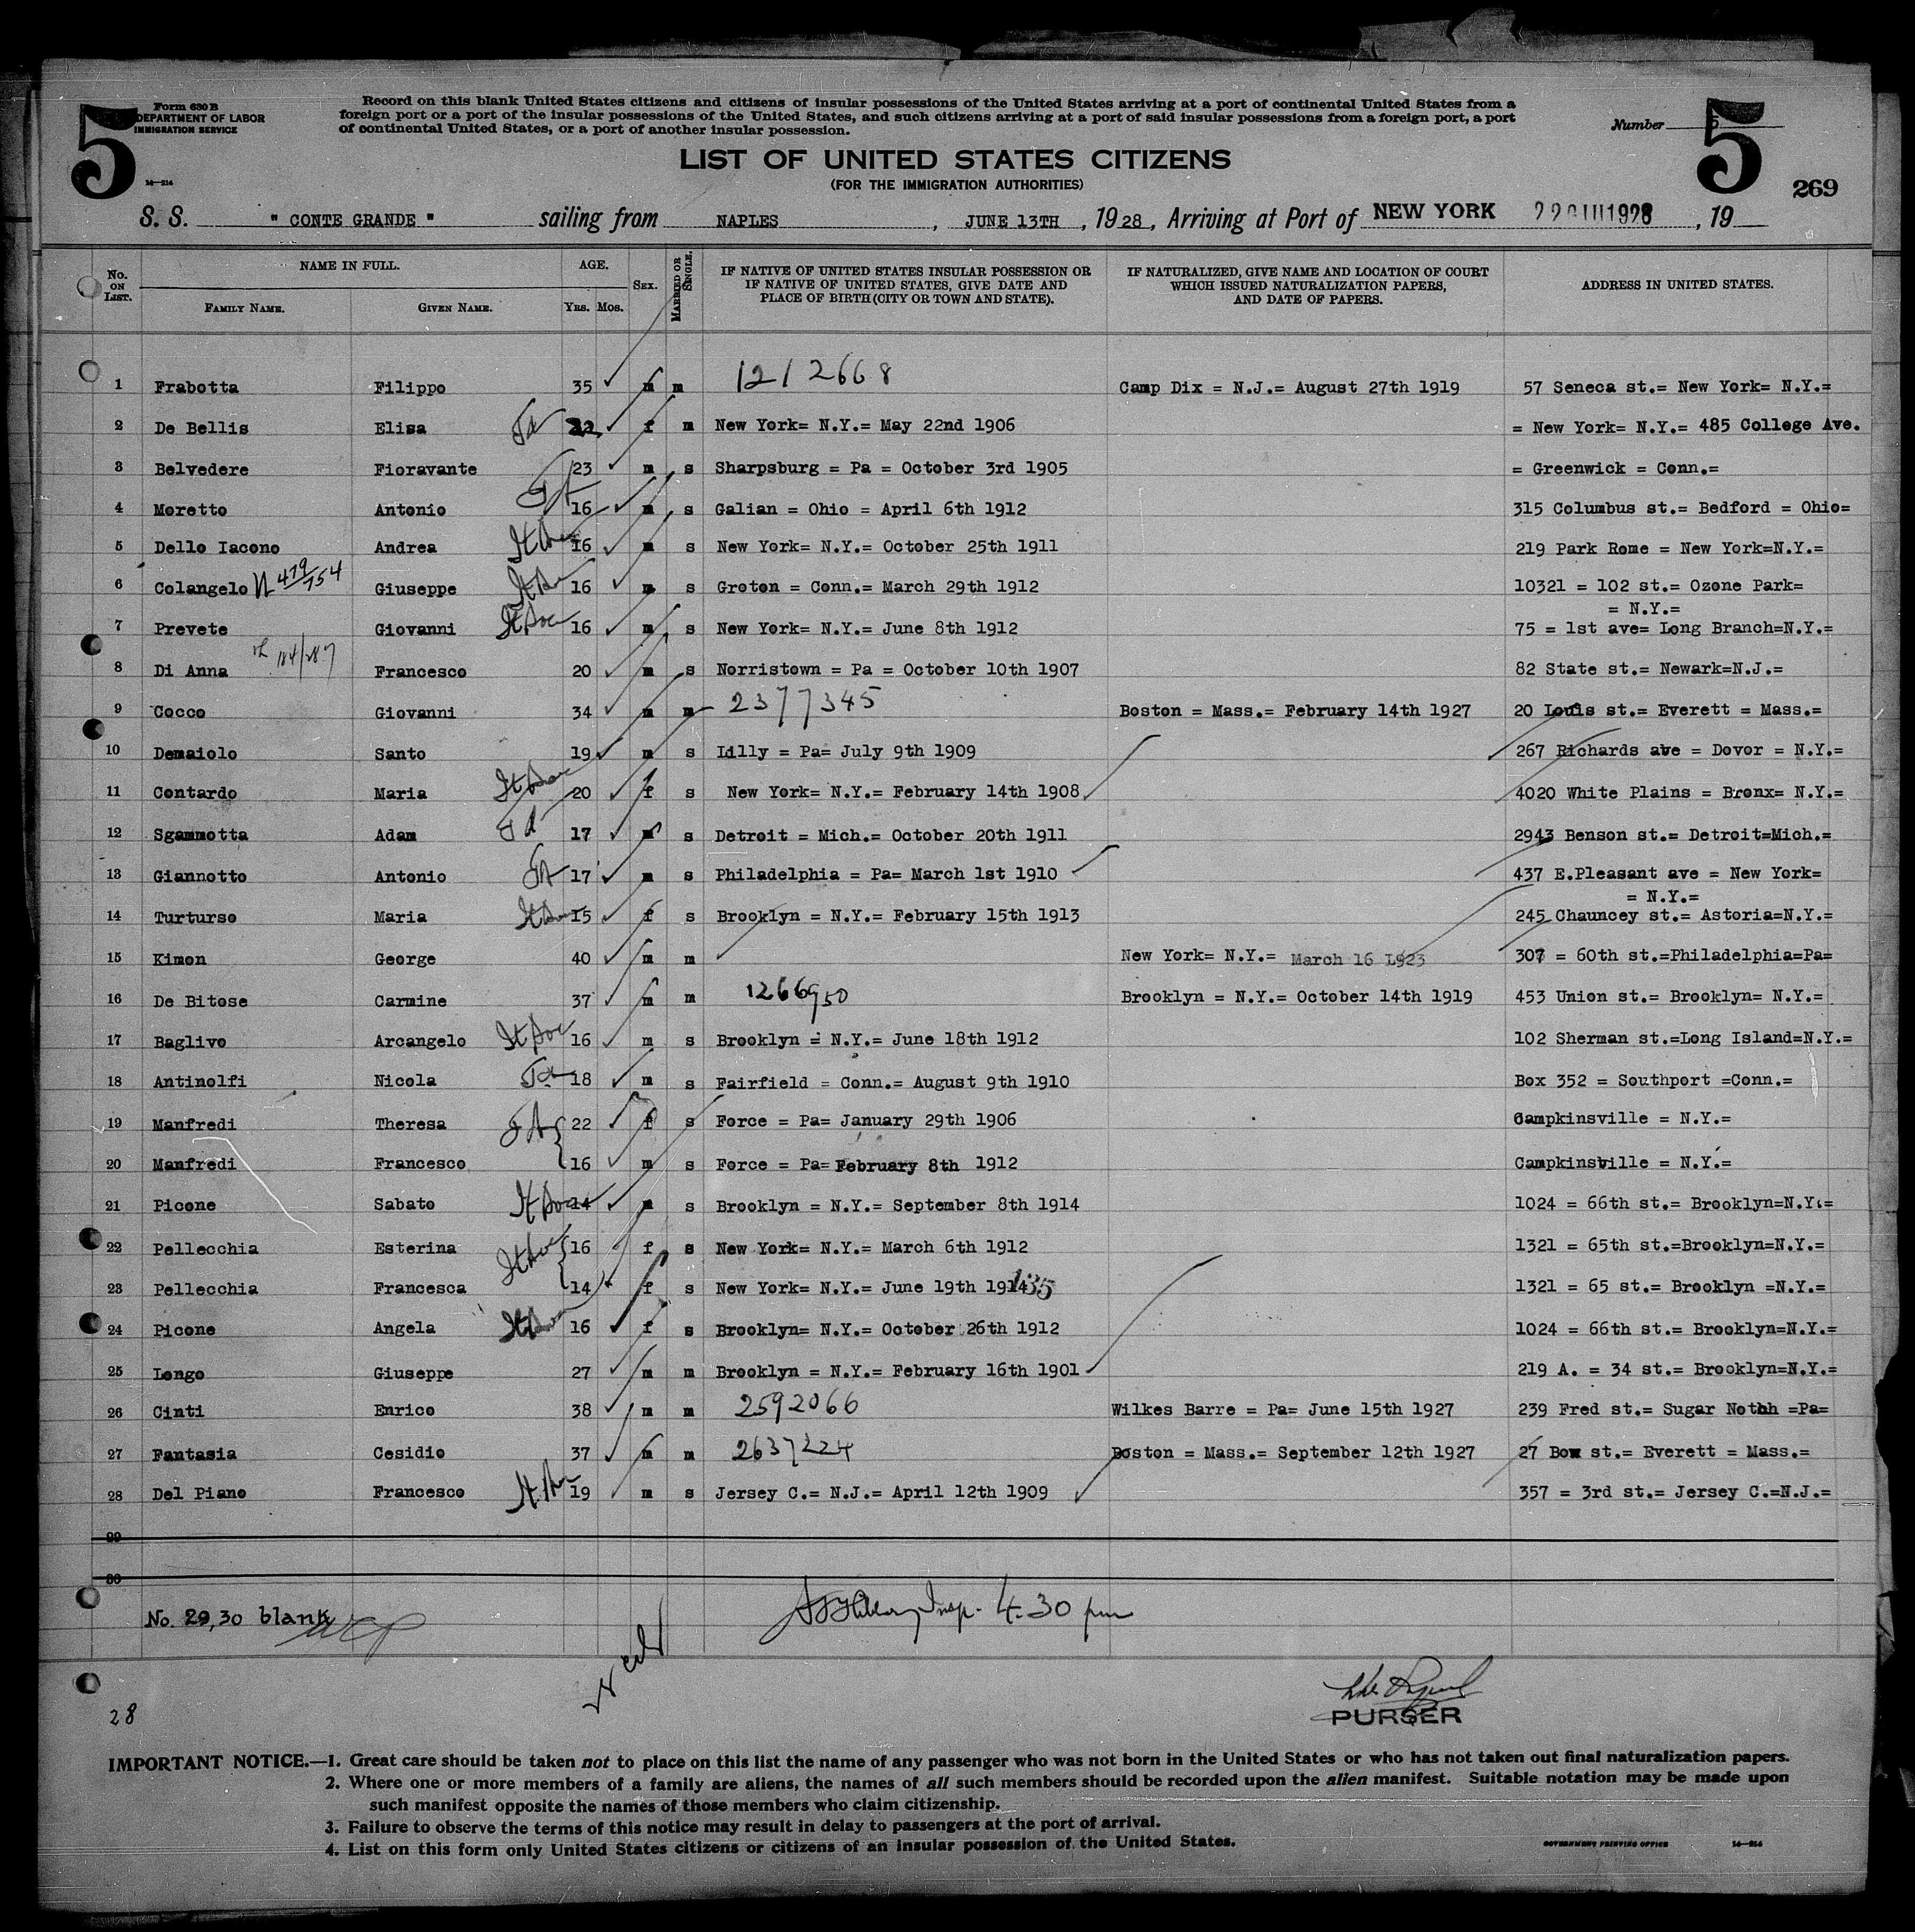 5
Form 630 B
DEPARTMENT OF LABOR
IMMIGRATION SERVICE
14—214
Record on this blank United States citizens and citizens of insular possessions of the United States arriving at a port of continental United States from a
foreign port or a port of the insular possessions of the United States, and such citizens arriving at a port of said insular possessions from a foreign port, a port
of continental United States, or a port of another insular possession.
Number 5
5
269
LIST OF UNITED STATES CITIZENS
(FOR THE IMMIGRATION AUTHORITIES)
S. S. " CONTE GRANDE " sailing from NAPLES , JUNE 13TH , 1928 , Arriving at Port of NEW YORK 1928 , 19
No. ON LIST. NAME IN FULL. FAMILY NAME. GIVEN NAME. AGE. YRS. MOS. SEX. MARRIED OR SINGLE. IF NATIVE OF UNITED STATES INSULAR POSSESSION OR IF NATIVE OF UNITED STATES, GIVE DATE AND PLACE OF BIRTH (CITY OR TOWN AND STATE). IF NATURALIZED, GIVE NAME AND LOCATION OF COURT WHICH ISSUED NATURALIZATION PAPERS, AND DATE OF PAPERS. ADDRESS IN UNITED STATES.
1 Frabotta Filippo 35 m m 1212668 Camp Dix = N.J.= August 27th 1919 57 Seneca st.= New York= N.Y.=
2 De Bellis Elisa 22 f m New York= N.Y.= May 22nd 1906 = New York= N.Y.= 485 College Ave.
3 Belvedere Fioravante 23 m s Sharpsburg = Pa = October 3rd 1905 = Greenwick = Conn.=
4 Moretto Antonio 16 m s Galian = Ohio = April 6th 1912 315 Columbus st.= Bedford = Ohio=
5 Dello Iacono Andrea 16 m s New York= N.Y.= October 25th 1911 219 Park Rome = New York=N.Y.=
6 Colangelo 479/754 Giuseppe 16 m s Groton = Conn.= March 29th 1912 10321 = 102 st.= Ozone Park=
= N.Y.=
7 Prevete Giovanni 16 m s New York= N.Y.= June 8th 1912 75 = 1st ave= Long Branch=N.Y.=
8 Di Anna Francesco 20 m s Norristown = Pa = October 10th 1907 82 State st.= Newark=N.J.=
9 Cocco Giovanni 34 m m 2377345 Boston = Mass.= February 14th 1927 20 Louis st.= Everett = Mass.=
10 Demaiolo Santo 19 m s Lilly = Pa= July 9th 1909 267 Richards ave = Dover = N.Y.=
11 Contardo Maria 20 f s New York= N.Y.= February 14th 1908 4020 White Plains = Bronx= N.Y.=
12 Sgammotta Adam 17 m s Detroit = Mich.= October 20th 1911 2943 Benson st.= Detroit=Mich.=
13 Giannotto Antonio 17 m s Philadelphia = Pa= March 1st 1910 437 E.Pleasant ave = New York=
= N.Y.=
14 Turturso Maria 15 f s Brooklyn = N.Y.= February 15th 1913 245 Chauncey st.= Astoria=N.Y.=
15 Kimon George 40 m m New York= N.Y.= March 16 1923 307 = 60th st.=Philadelphia=Pa=
16 De Bitose Carmine 37 m m 1266950 Brooklyn = N.Y.= October 14th 1919 453 Union st.= Brooklyn= N.Y.=
17 Baglivo Arcangelo 16 m s Brooklyn = N.Y.= June 18th 1912 102 Sherman st.=Long Island=N.Y.=
18 Antinolfi Nicola 18 m s Fairfield = Conn.= August 9th 1910 Box 352 = Southport =Conn.=
19 Manfredi Theresa 22 f s Force = Pa= January 29th 1906 Campkinsville = N.Y.=
20 Manfredi Francesco 16 m s Force = Pa= February 8th 1912 Campkinsville = N.Y.=
21 Picone Sabato 14 m s Brooklyn = N.Y.= September 8th 1914 1024 = 66th st.= Brooklyn=N.Y.=
22 Pellecchia Esterina 16 f s New York= N.Y.= March 6th 1912 1321 = 65th st.=Brooklyn=N.Y.=
23 Pellecchia Francesca 14 f s New York= N.Y.= June 19th 1914 135 1321 = 65 st.= Brooklyn =N.Y.=
24 Picone Angela 16 f s Brooklyn= N.Y.= October 26th 1912 1024 = 66th st.= Brooklyn=N.Y.=
25 Longo Giuseppe 27 m m Brooklyn = N.Y.= February 16th 1901 219 A. = 34 st.= Brooklyn=N.Y.=
26 Cinti Enrico 38 m m 2592066 Wilkes Barre = Pa= June 15th 1927 239 Fred st.= Sugar Notch =Pa=
27 Fantasia Cesidio 37 m m 2637224 Boston = Mass.= September 12th 1927 27 Bow st.= Everett = Mass.=
28 Del Piano Francesco 19 m s Jersey C.= N.J.= April 12th 1909 357 = 3rd st.= Jersey C.=N.J.=
29
30
No. 29,30 blank
Insp. 4.30 pm
PURSER
28
IMPORTANT NOTICE.—1. Great care should be taken not to place on this list the name of any passenger who was not born in the United States or who has not taken out final naturalization papers.
2. Where one or more members of a family are aliens, the names of all such members should be recorded upon the alien manifest. Suitable notation may be made upon
such manifest opposite the names of those members who claim citizenship.
3. Failure to observe the terms of this notice may result in delay to passengers at the port of arrival.
4. List on this form only United States citizens or citizens of an insular possession of the United States.
GOVERNMENT PRINTING OFFICE 14—214